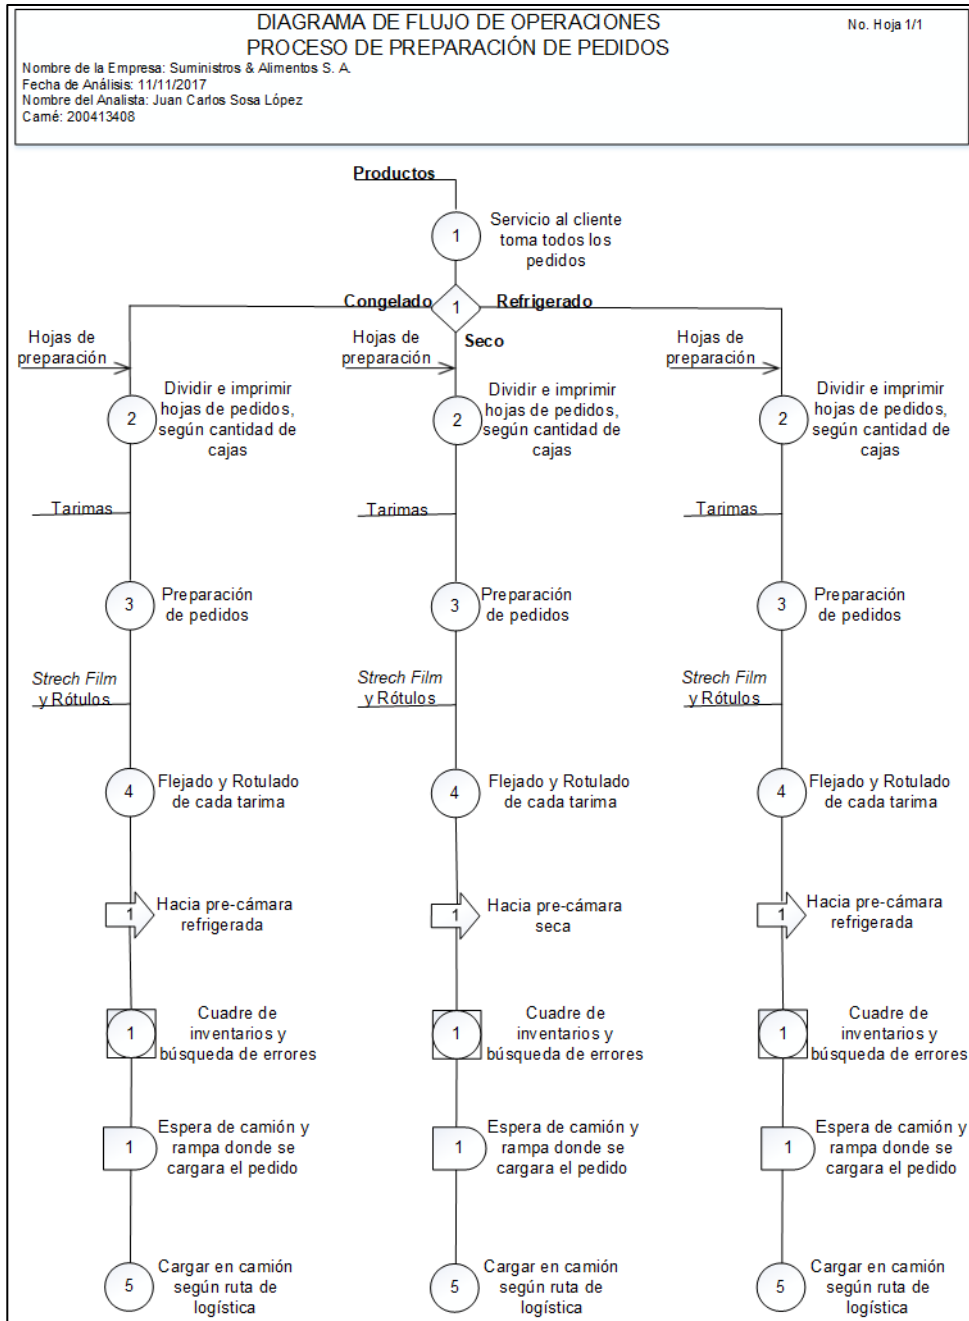 DIAGRAMA DE FLUJO DE OPERACIONES
PROCESO DE PREPARACIÓN DE PEDIDOS
No. Hoja 1/1
Nombre de la Empresa: Suministros & Alimentos S. A.
Fecha de Análisis: 11/11/2017
Nombre del Analista: Juan Carlos Sosa López
Carné: 200413408
Productos
1
Servicio al cliente
toma todos los
pedidos
Congelado
1
Refrigerado
Seco
Hojas de
preparación
Hojas de
preparación
Hojas de
preparación
2
Dividir e imprimir
hojas de pedidos,
según cantidad de
cajas
2
Dividir e imprimir
hojas de pedidos,
según cantidad de
cajas
2
Dividir e imprimir
hojas de pedidos,
según cantidad de
cajas
Tarimas
Tarimas
Tarimas
3
Preparación
de pedidos
3
Preparación
de pedidos
3
Preparación
de pedidos
Strech Film
y Rótulos
Strech Film
y Rótulos
Strech Film
y Rótulos
4
Flejado y Rotulado
de cada tarima
4
Flejado y Rotulado
de cada tarima
4
Flejado y Rotulado
de cada tarima
1
Hacia pre-cámara
refrigerada
1
Hacia pre-cámara
seca
1
Hacia pre-cámara
refrigerada
1
Cuadre de
inventarios y
búsqueda de errores
1
Cuadre de
inventarios y
búsqueda de errores
1
Cuadre de
inventarios y
búsqueda de errores
1
Espera de camión y
rampa donde se
cargara el pedido
1
Espera de camión y
rampa donde se
cargara el pedido
1
Espera de camión y
rampa donde se
cargara el pedido
5
Cargar en camión
según ruta de
logística
5
Cargar en camión
según ruta de
logística
5
Cargar en camión
según ruta de
logística